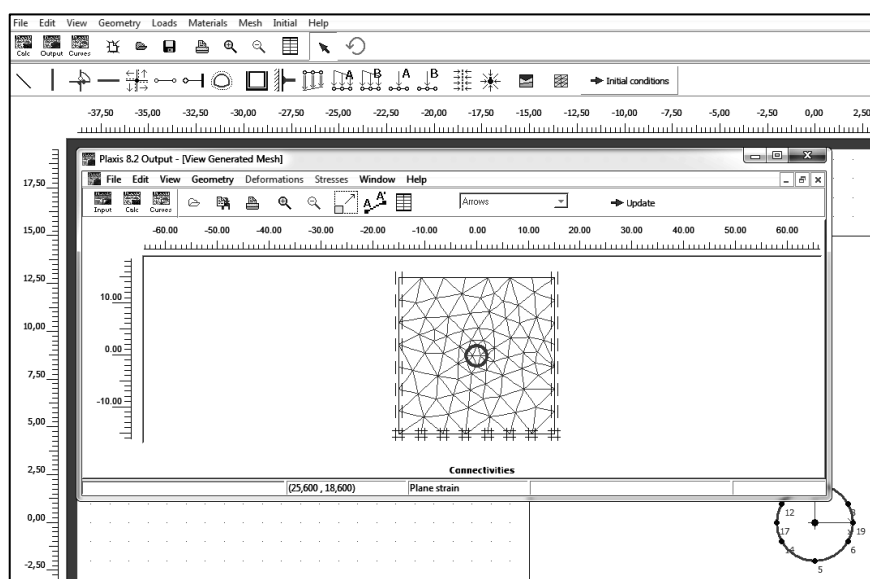 File Edit View Geometry Loads Materials Mesh Initial Help
Calc Output Curves
A B A B Initial conditions
-37,50 -35,00 -32,50 -30,00 -27,50 -25,00 -22,50 -20,00 -17,50 -15,00 -12,50 -10,00 -7,50 -5,00 -2,50 0,00 2,50
Plaxis 8.2 Output - [View Generated Mesh]
File Edit View Geometry Deformations Stresses Window Help
Input Calc Curves A A' Arrows Update
17,50
15,00
12,50
10,00
7,50
5,00
2,50
0,00
-2,50
-60.00 -50.00 -40.00 -30.00 -20.00 -10.00 0.00 10.00 20.00 30.00 40.00 50.00 60.00
10.00
0.00
-10.00
Connectivities
(25,600 , 18,600) Plane strain
12
17 19
14 6
5